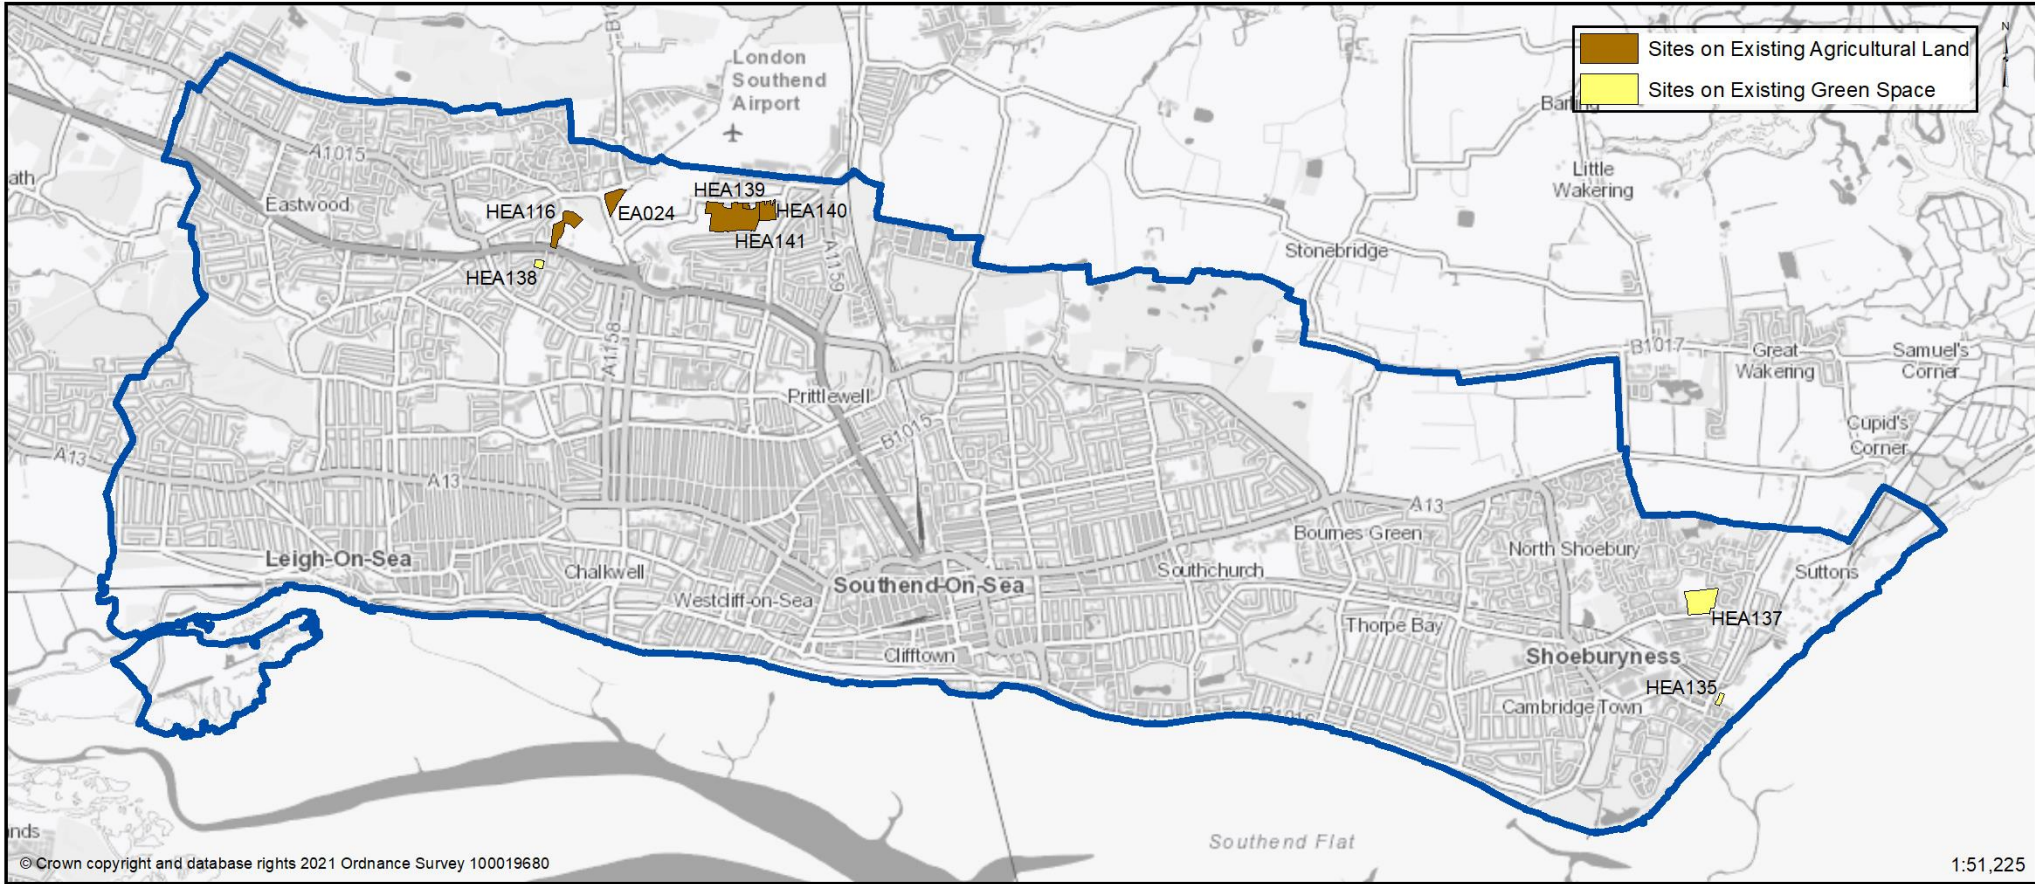 B10
London
Southend
Airport
N
Sites on Existing Agricultural Land
Sites on Existing Green Space
A1015
ath
Eastwood
HEA116
EA024
HEA139
HEA140
HEA141
HEA138
A1159
Little
Wakering
Stonebridge
A1158
Prittlewell
B1015
B1017
Great
Wakering
Samuel's
Corner
Cupid's
Corner
A13
A13
A13
Bournes Green
North Shoebury
Suttons
Leigh-On-Sea
Chalkwell
Westcliff-on-Sea
Southend-On-Sea
Southchurch
Clifftown
Thorpe Bay
HEA137
Shoeburyness
HEA135
Cambridge Town
B1016
Southend Flat
nds
© Crown copyright and database rights 2021 Ordnance Survey 100019680
1:51,225